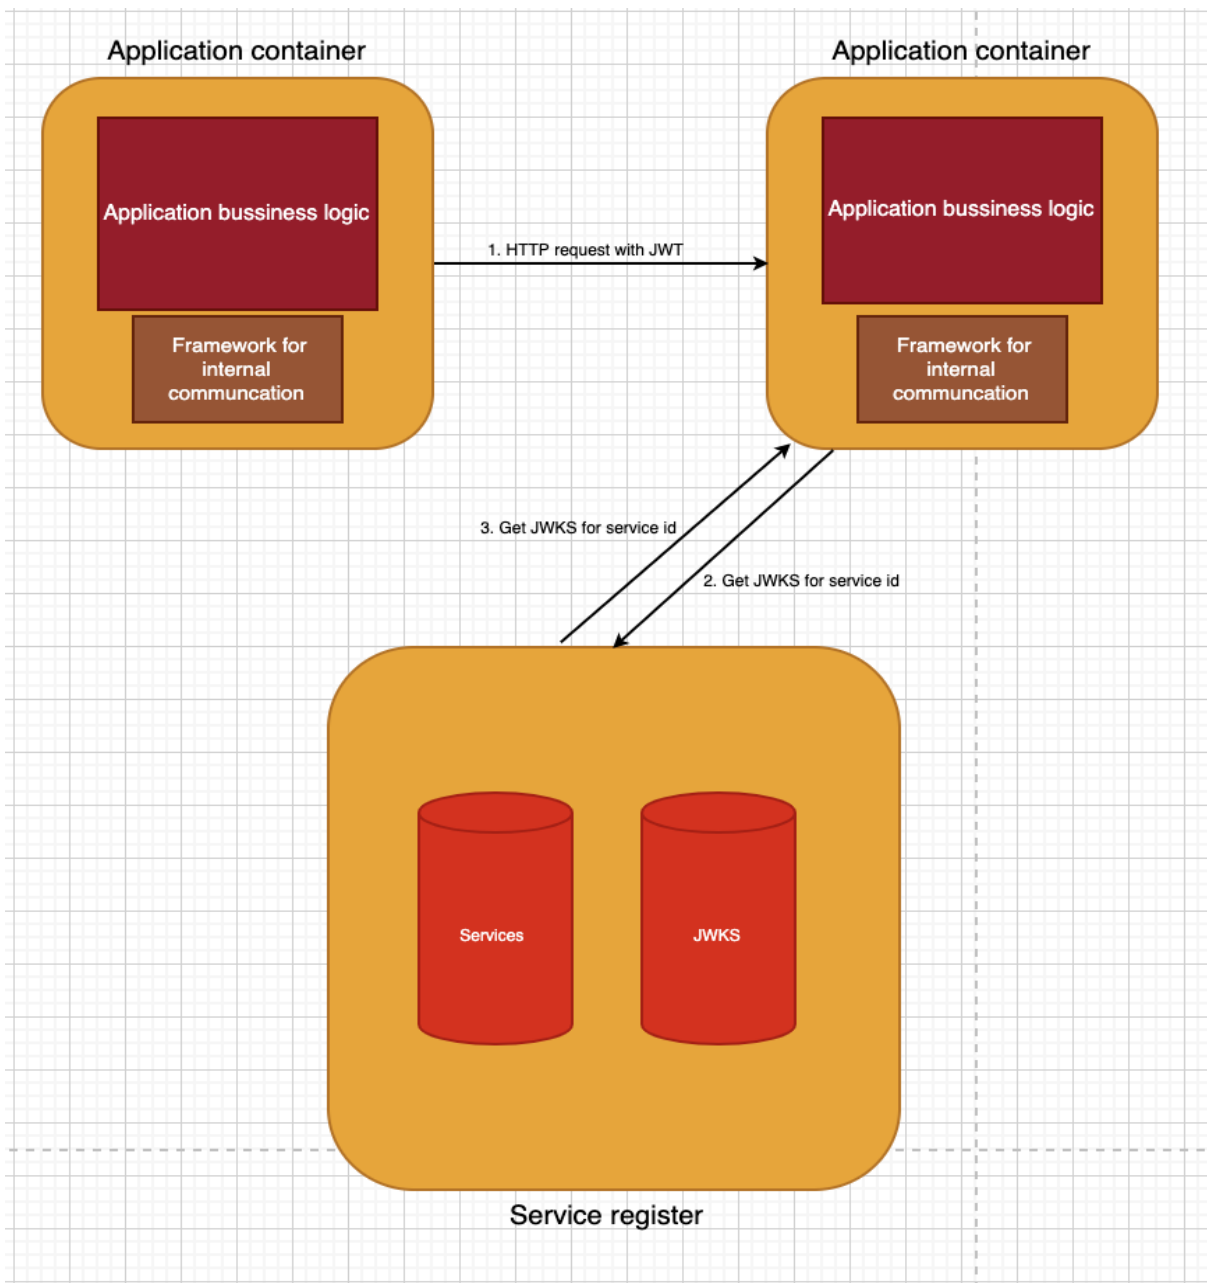 Application container
Application container
Application bussiness logic
Application bussiness logic
1. HTTP request with JWT
Framework for
internal
communcation
Framework for
internal
communcation
3. Get JWKS for service id
2. Get JWKS for service id
Services
JWKS
Service register